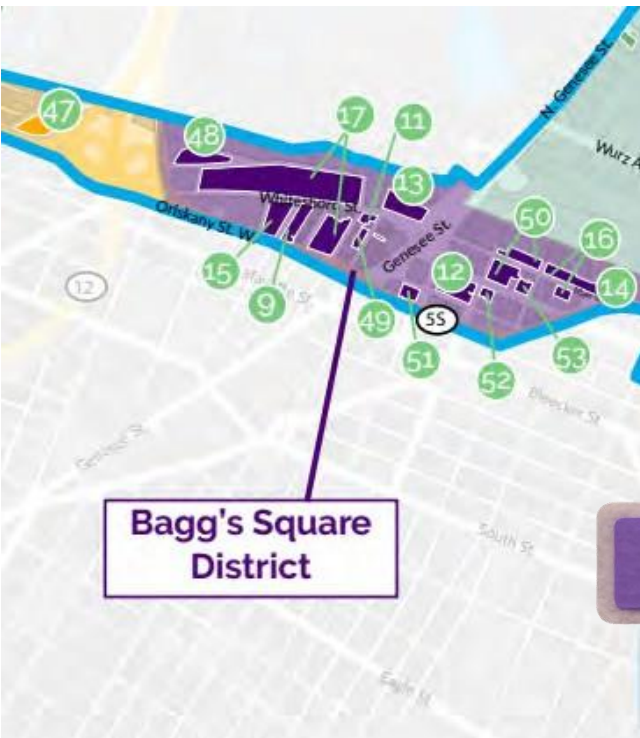 N. Genesee St.
47
17
11
48
Wurz A
13
Whitesboro St.
Oriskany St. W
50
Genesee St.
16
15
12
14
12
9
49
5S
51
53
52
Bleecker St
Genesee St
Bagg's Square
District
South St
Eagle St